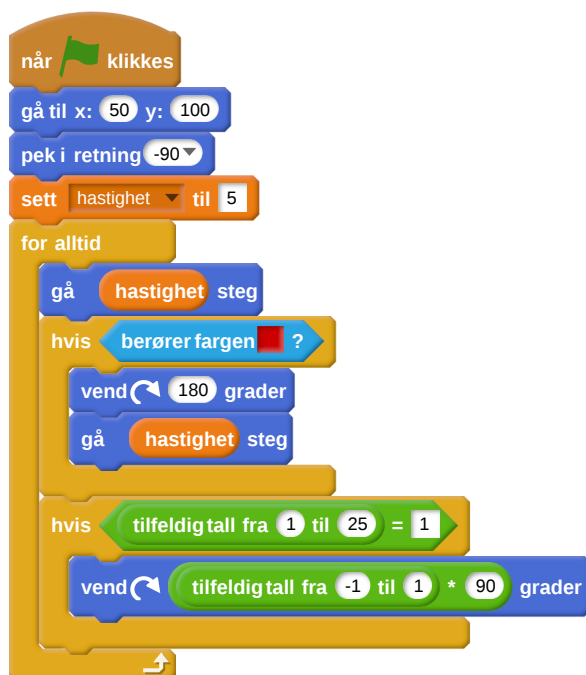 når klikkes
gå til x: 50 y: 100
pek i retning -90
sett hastighet til 5
for alltid
gå hastighet steg
hvis berører fargen ?
vend 180 grader
gå hastighet steg
hvis tilfeldig tall fra 1 til 25 = 1
vend tilfeldig tall fra -1 til 1 * 90 grader